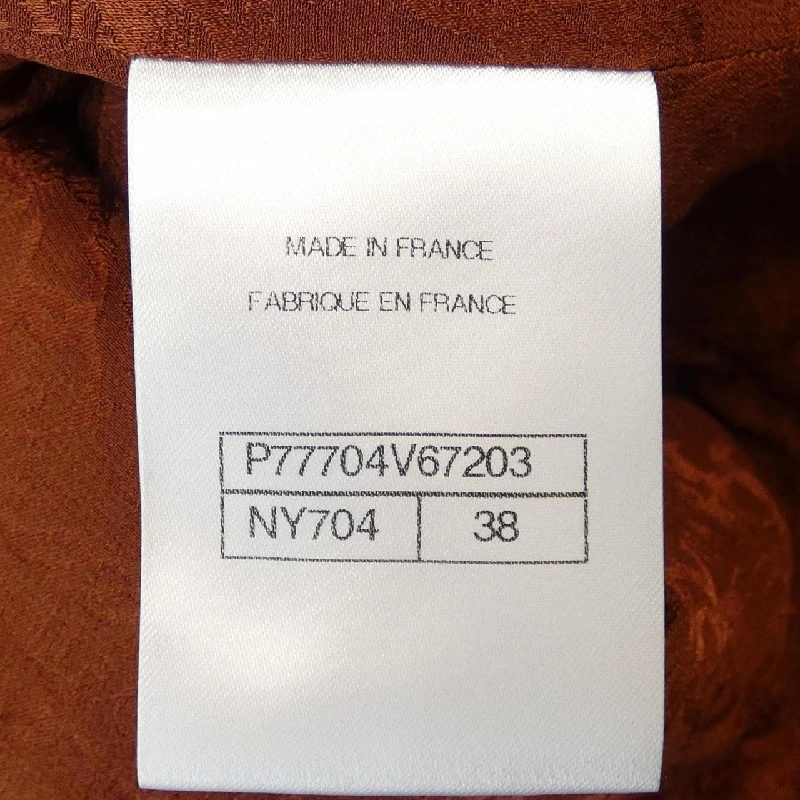 MADE IN FRANCE
FABRIQUE EN FRANCE
P77704V67203
NY704 38